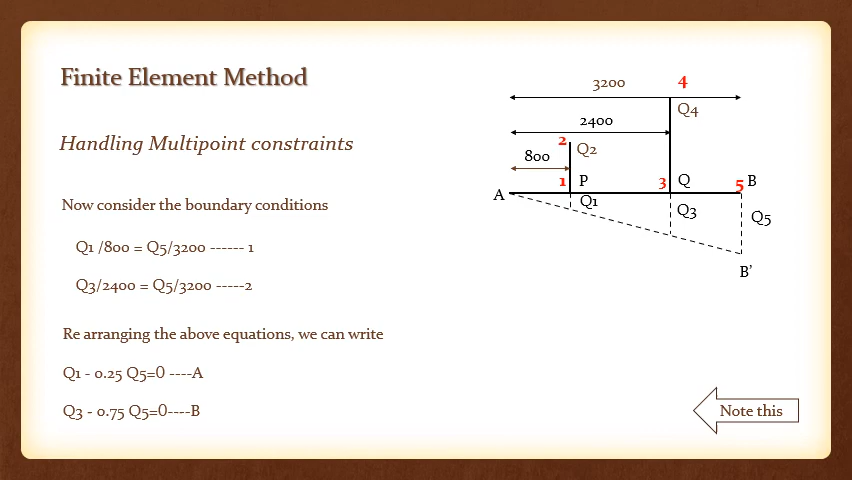 Finite Element Method
Handling Multipoint constraints
Now consider the boundary conditions
Q1 /800 = Q5/3200 ------ 1
Q3/2400 = Q5/3200 -----2
Re arranging the above equations, we can write
Q1 - 0.25 Q5=0 ----A
Q3 - 0.75 Q5=0----B
3200
4
Q4
2400
2
Q2
800
1
P
3
Q
5
B
A
Q1
Q3
Q5
B'
Note this